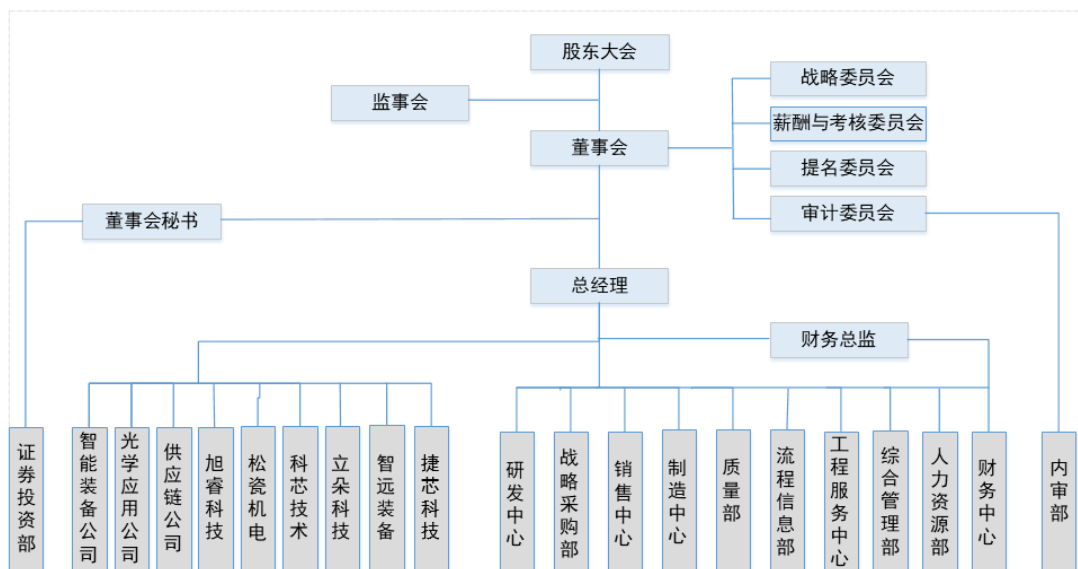 股东大会
监事会
战略委员会
薪酬与考核委员会
董事会
提名委员会
董事会秘书
审计委员会
总经理
财务总监
证券投资部
智能装备公司
光学应用公司
供应链公司
旭睿科技
松瓷机电
科芯技术
立朵科技
智远装备
捷芯科技
研发中心
战略采购部
销售中心
制造中心
质量部
流程信息部
工程服务中心
综合管理部
人力资源部
财务中心
内审部